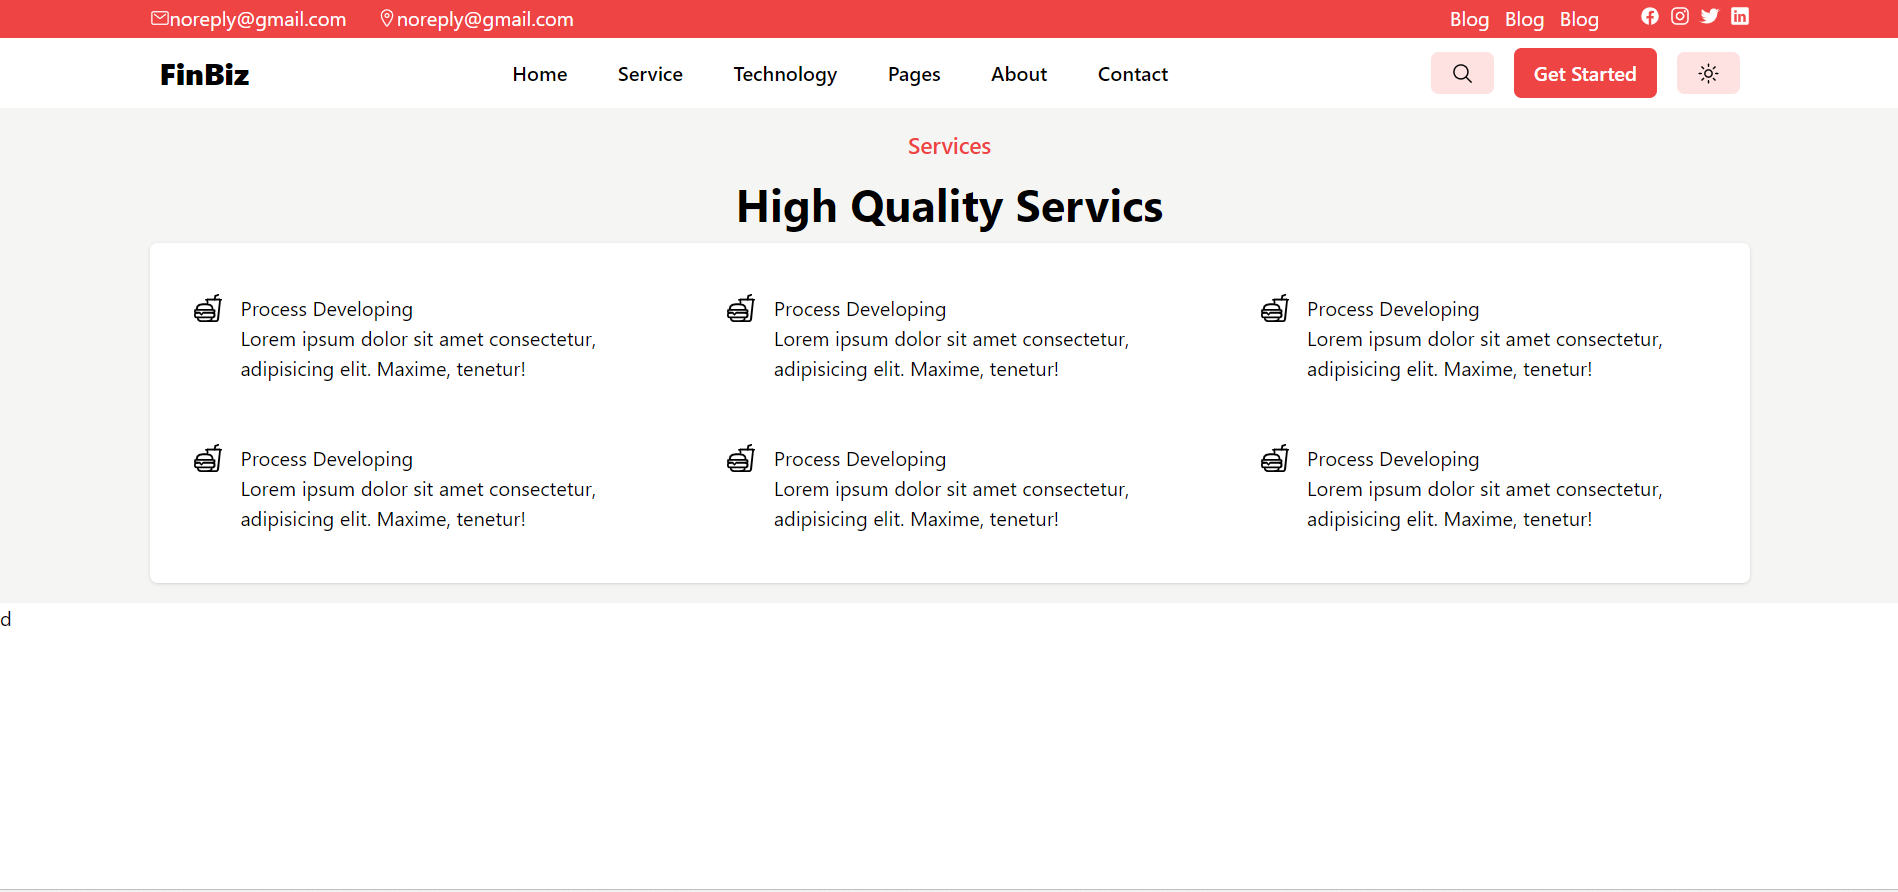 noreply@gmail.com noreply@gmail.com Blog Blog Blog
FinBiz Home Service Technology Pages About Contact Get Started
Services
High Quality Servics
Process Developing Process Developing Process Developing
Lorem ipsum dolor sit amet consectetur, Lorem ipsum dolor sit amet consectetur, Lorem ipsum dolor sit amet consectetur,
adipisicing elit. Maxime, tenetur! adipisicing elit. Maxime, tenetur! adipisicing elit. Maxime, tenetur!
Process Developing Process Developing Process Developing
Lorem ipsum dolor sit amet consectetur, Lorem ipsum dolor sit amet consectetur, Lorem ipsum dolor sit amet consectetur,
adipisicing elit. Maxime, tenetur! adipisicing elit. Maxime, tenetur! adipisicing elit. Maxime, tenetur!
d